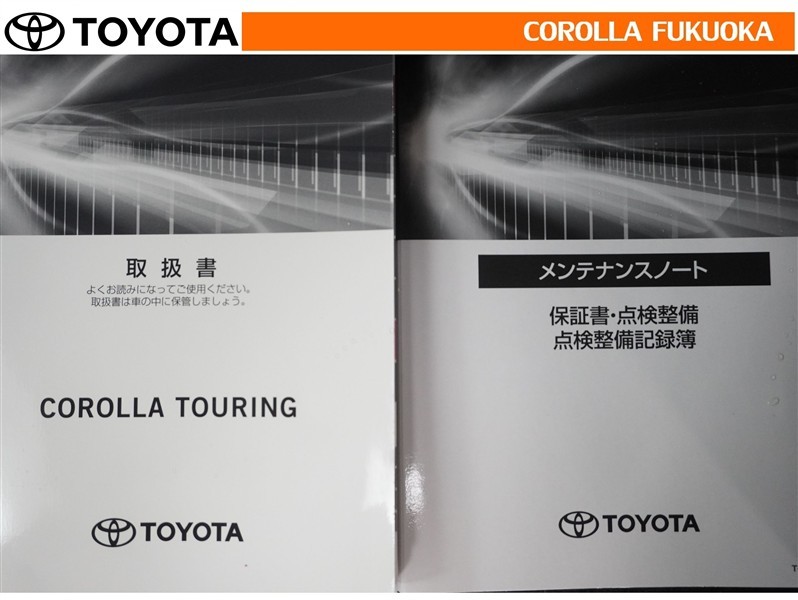 TOYOTA
COROLLA FUKUOKA
取扱書
よくお読みになってご使用ください。
取扱書は車の中に保管しましょう。
COROLLA TOURING
TOYOTA
メンテナンスノート
保証書・点検整備
点検整備記録簿
TOYOTA